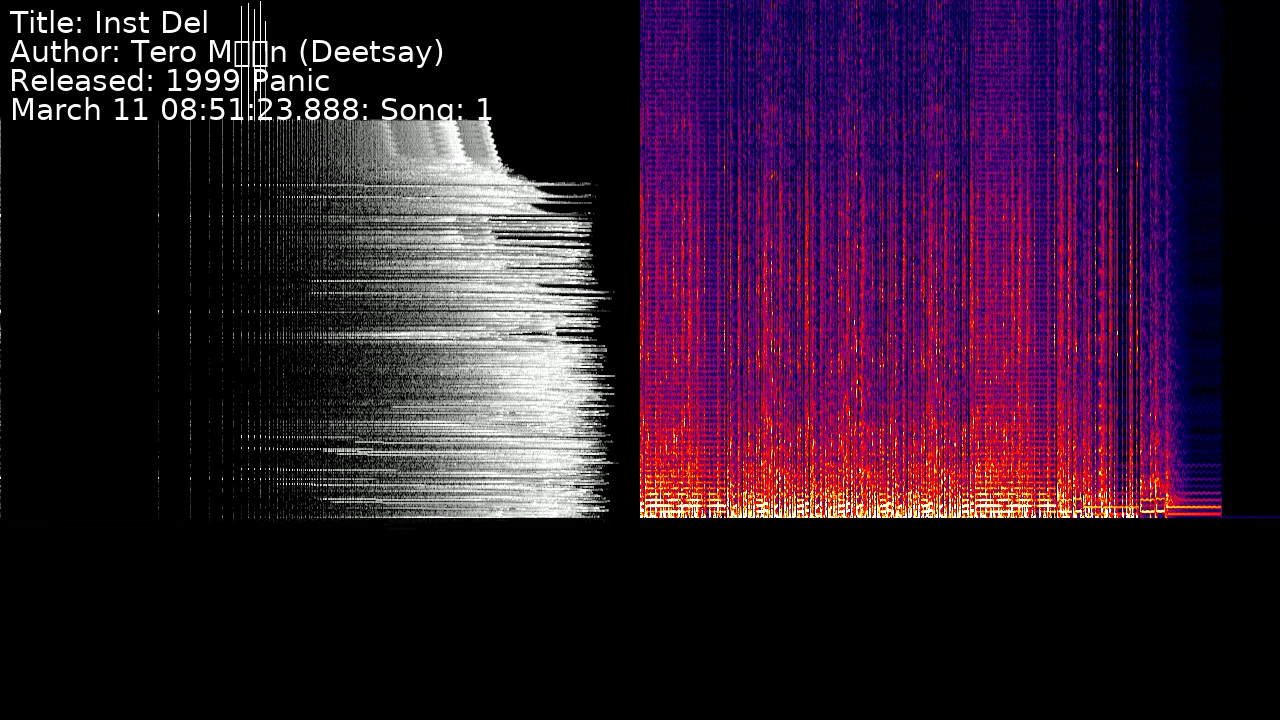 Title: Inst Del
Author: Tero M▯▯n (Deetsay)
Released: 1999 Panic
March 11 08:51:23.888: Song: 1